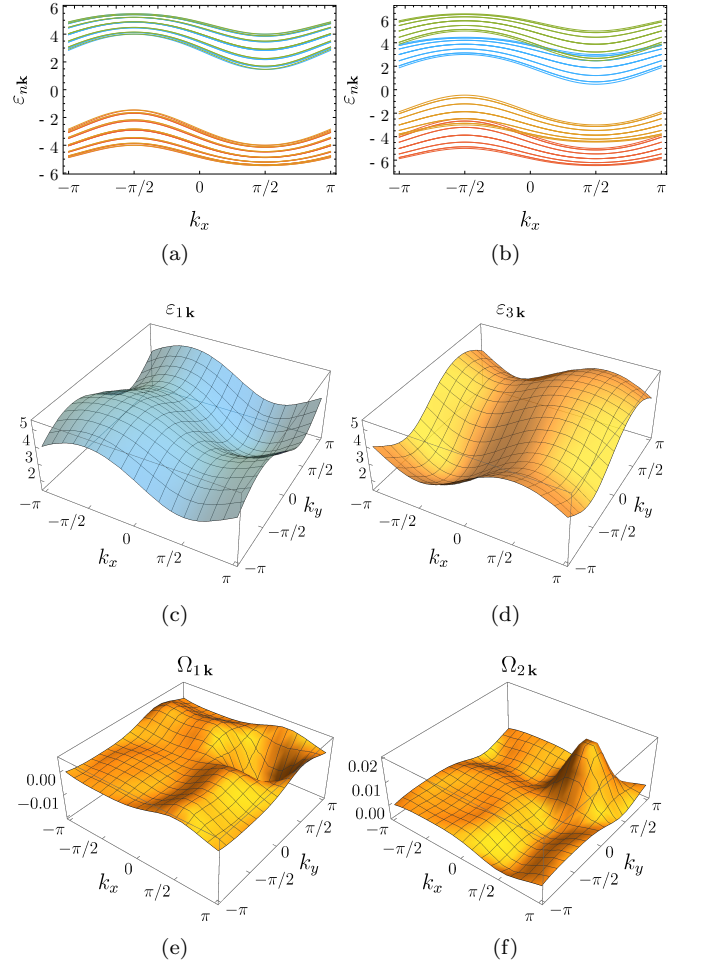 6
4
2
0
- 2
- 4
- 6
ε_{nk}
−π
−π/2
0
π/2
π
k_x
(a)
6
4
2
0
- 2
- 4
- 6
ε_{nk}
−π
−π/2
0
π/2
π
k_x
(b)
ε_{1k}
5
4
3
2
−π
−π/2
0
π/2
π
k_x
−π
−π/2
0
π/2
π
k_y
(c)
ε_{3k}
5
4
3
2
−π
−π/2
0
π/2
π
k_x
−π
−π/2
0
π/2
π
k_y
(d)
Ω_{1k}
0.00
−0.01
−π
−π/2
0
π/2
π
k_x
−π
−π/2
0
π/2
π
k_y
(e)
Ω_{2k}
0.02
0.01
0.00
−π
−π/2
0
π/2
π
k_x
−π
−π/2
0
π/2
π
k_y
(f)